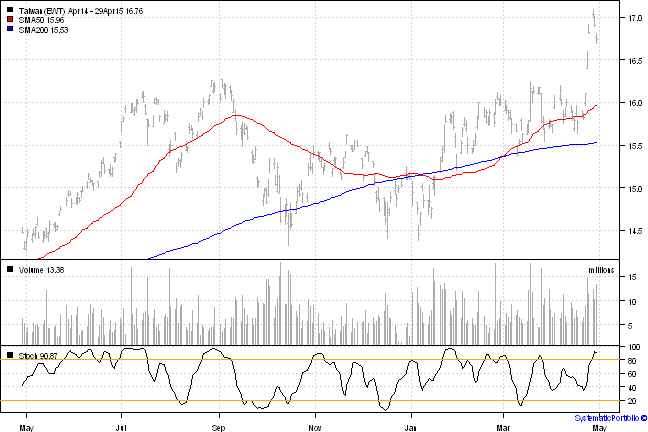 Taiwan (EWT) Apr14 - 29Apr15 16.76
SMA50 15.96
SMA200 15.53
17.0
16.5
16.0
15.5
15.0
14.5
Volume 13.38
millions
15
10
5
Stoch 90.87
100
80
60
40
20
May Jul Sep Nov Jan Mar May
SystematicPortfolio ©